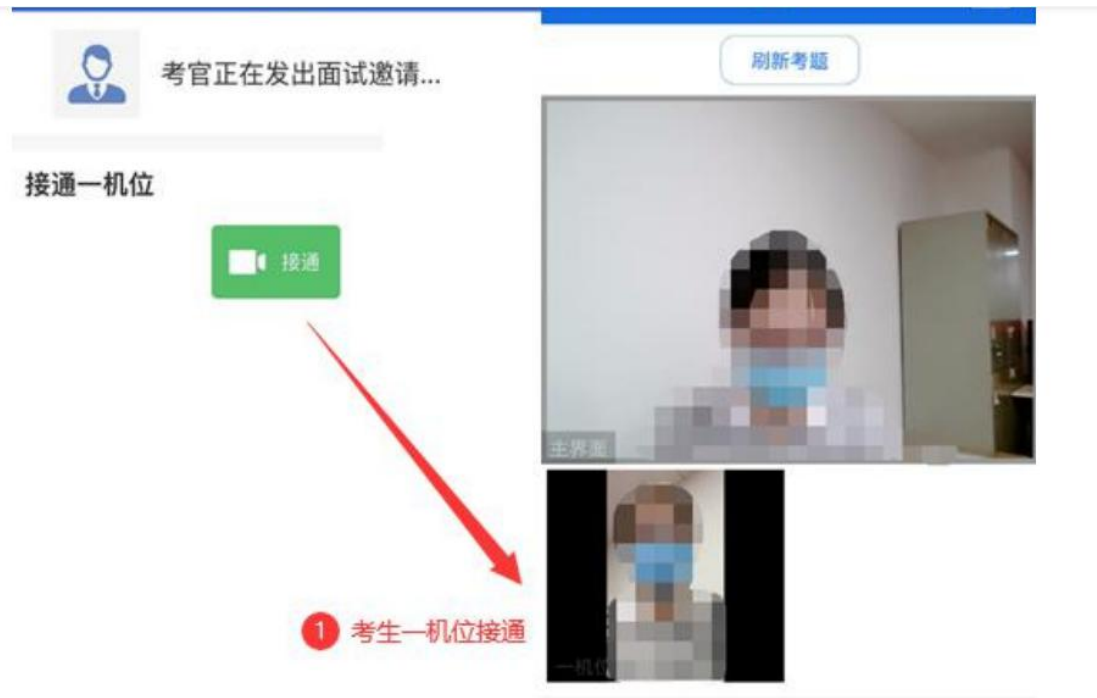 考官正在发出面试邀请...
接通一机位
接通
1 考生一机位接通
刷新考题
主界面
一机位